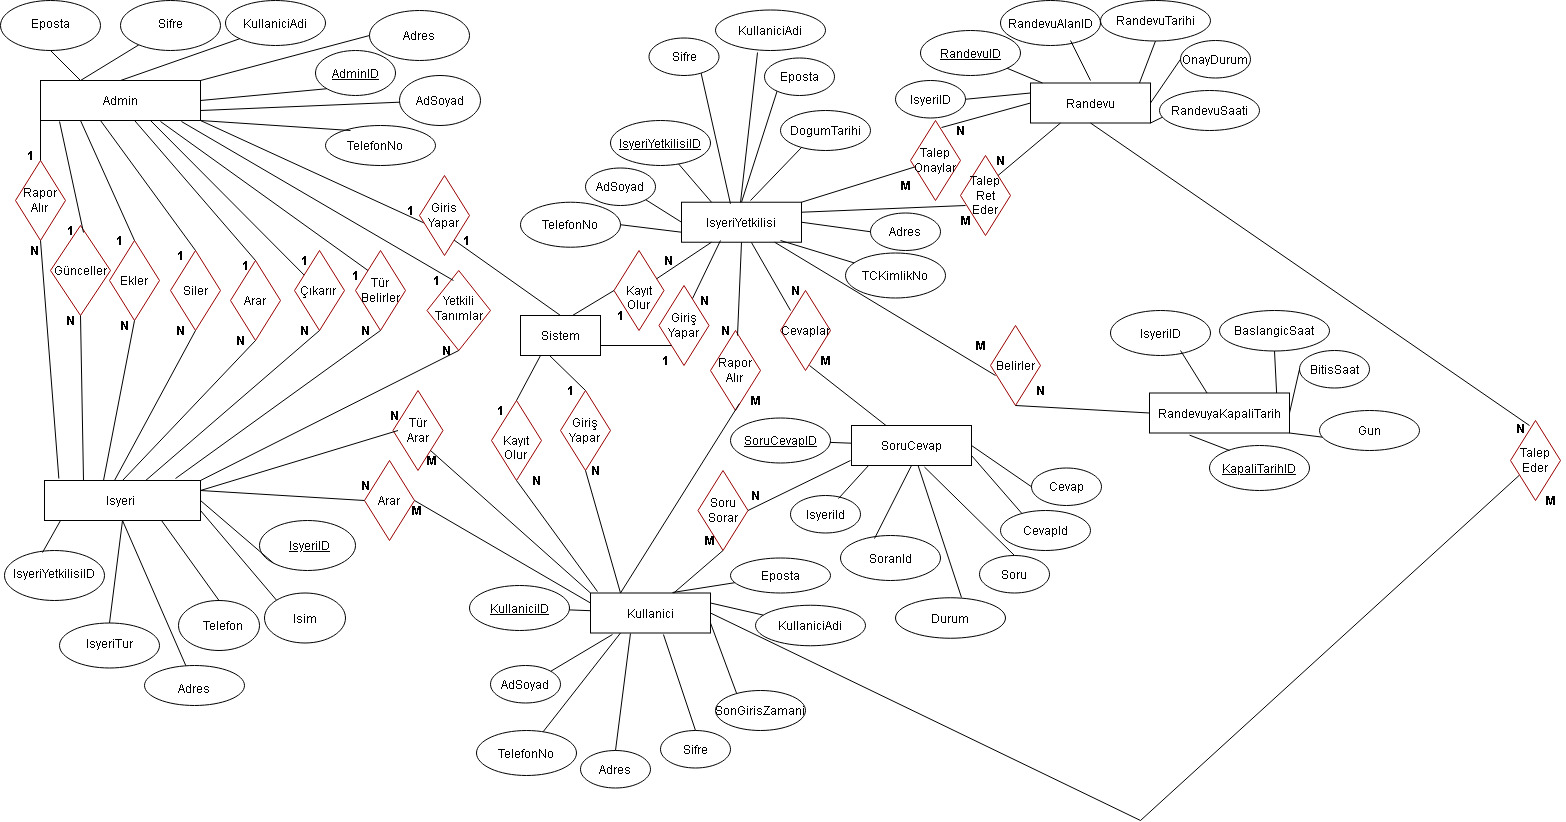 Eposta
Sifre
KullaniciAdi
Adres
AdminID
AdSoyad
TelefonNo
Admin
KullaniciAdi
Sifre
Eposta
DogumTarihi
IsyeriYetkilisiID
AdSoyad
TelefonNo
IsyeriYetkilisi
Adres
TCKimlikNo
RandevuAlanID
RandevuTarihi
RandevuID
OnayDurum
IsyeriID
Randevu
RandevuSaati
1
Rapor
Alır
N
1
Günceller
N
1
Ekler
N
1
Siler
N
1
Arar
N
1
Çıkarır
N
1
Tür
Belirler
N
1
Yetkili
Tanımlar
N
1
Giris
Yapar
1
N
Talep
Onaylar
M
N
Talep
Ret
Eder
M
Sistem
N
Kayıt
Olur
1
N
Giriş
Yapar
1
N
Rapor
Alır
M
N
Cevaplar
M
M
Belirler
N
IsyeriID
BaslangicSaat
BitisSaat
RandevuyaKapaliTarih
Gun
KapaliTarihID
N
Talep
Eder
M
N
Tür
Arar
M
1
Kayıt
Olur
N
1
Giriş
Yapar
N
N
Arar
M
SoruCevapID
SoruCevap
Cevap
CevapId
IsyeriId
SoranId
Soru
Durum
N
Soru
Sorar
M
Isyeri
IsyeriID
IsyeriYetkilisiID
IsyeriTur
Telefon
Isim
Adres
Eposta
KullaniciID
Kullanici
KullaniciAdi
AdSoyad
SonGirisZamani
TelefonNo
Adres
Sifre